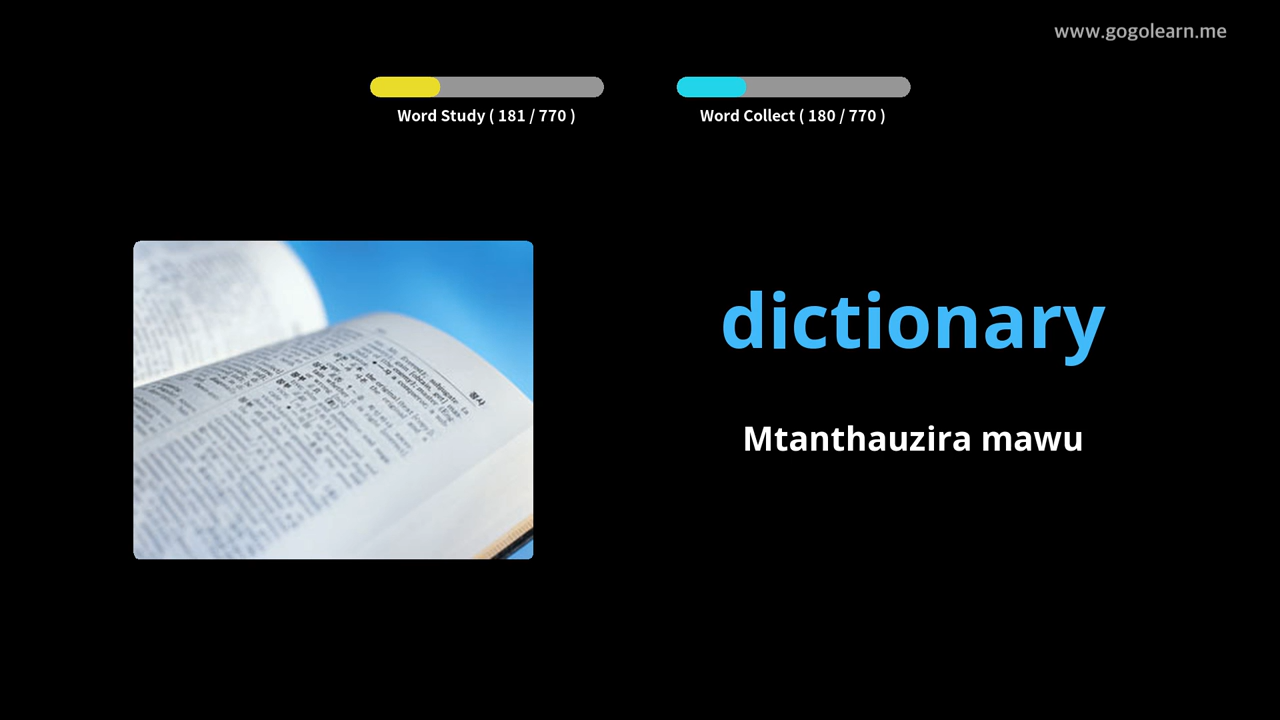 www.gogolearn.me
Word Study ( 181 / 770 )
Word Collect ( 180 / 770 )
dictionary
Mtanthauzira mawu